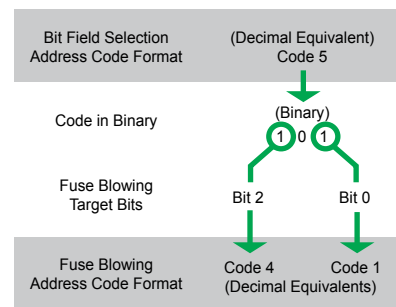 Bit Field Selection
Address Code Format
(Decimal Equivalent)
Code 5
Code in Binary
(Binary)
1 0 1
Fuse Blowing
Target Bits
Bit 2
Bit 0
Fuse Blowing
Address Code Format
Code 4
Code 1
(Decimal Equivalents)